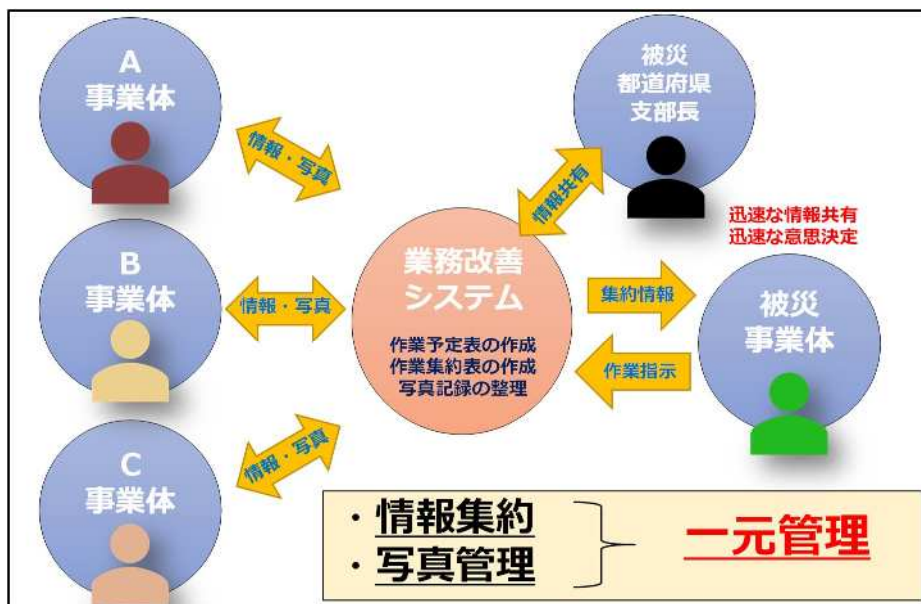 A
事業体
情報・写真
B
事業体
情報・写真
C
事業体
情報・写真
業務改善
システム
作業予定表の作成
作業集約表の作成
写真記録の整理
被災
都道府県
支部長
情報共有
迅速な情報共有
迅速な意思決定
集約情報
作業指示
被災
事業体
・情報集約
・写真管理
一元管理